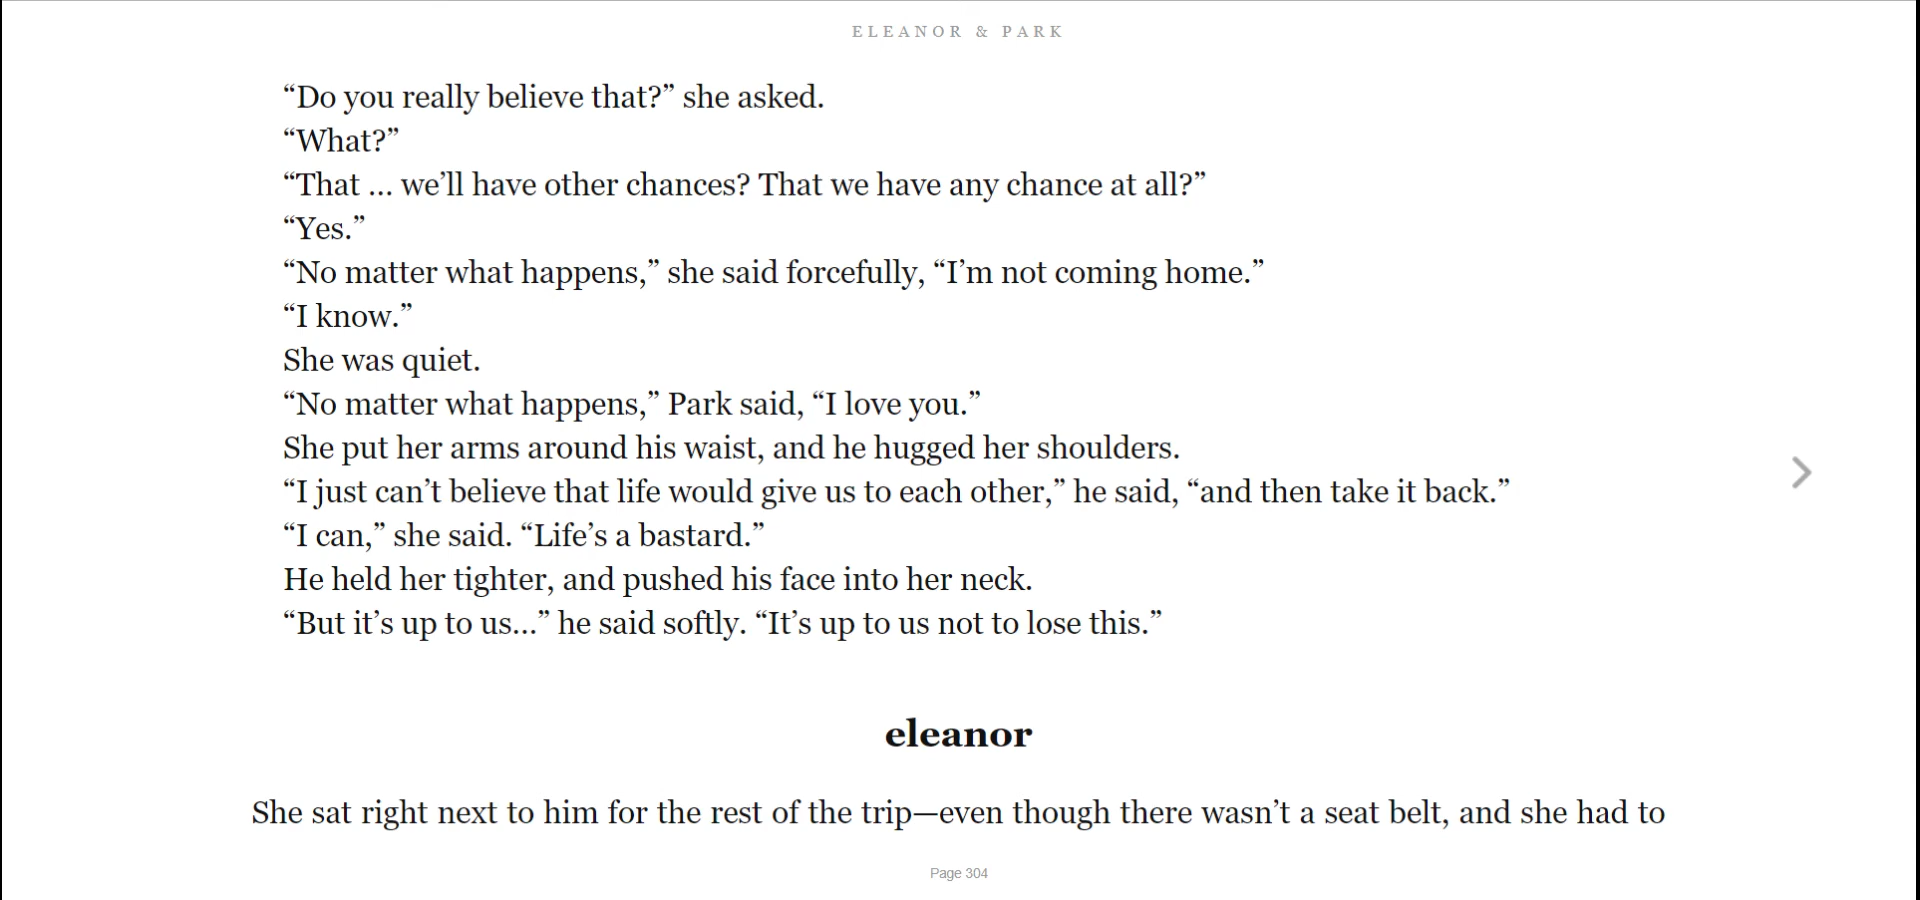 ELEANOR & PARK
“Do you really believe that?” she asked.
“What?”
“That … we’ll have other chances? That we have any chance at all?”
“Yes.”
“No matter what happens,” she said forcefully, “I’m not coming home.”
“I know.”
She was quiet.
“No matter what happens,” Park said, “I love you.”
She put her arms around his waist, and he hugged her shoulders.
“I just can’t believe that life would give us to each other,” he said, “and then take it back.”
“I can,” she said. “Life’s a bastard.”
He held her tighter, and pushed his face into her neck.
“But it’s up to us…” he said softly. “It’s up to us not to lose this.”
eleanor
She sat right next to him for the rest of the trip—even though there wasn’t a seat belt, and she had to
Page 304